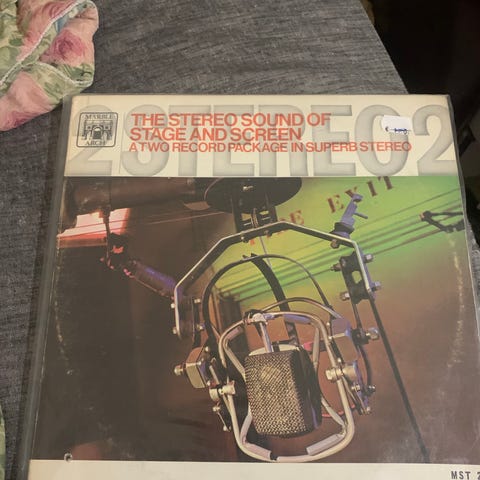 2STEREO2
MARBLE
ARCH
THE STEREO SOUND OF
STAGE AND SCREEN
A TWO RECORD PACKAGE IN SUPERB STEREO
EXIT
MST 2